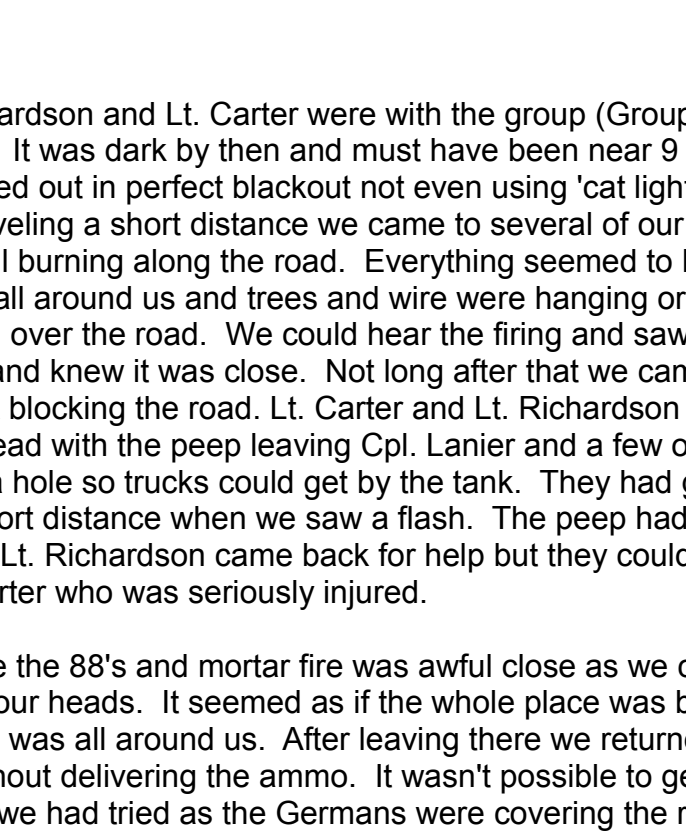 ardson and Lt. Carter were with the group (Group
It was dark by then and must have been near 9
ed out in perfect blackout not even using 'cat ligh
veling a short distance we came to several of our
l burning along the road. Everything seemed to
all around us and trees and wire were hanging or
over the road. We could hear the firing and saw
and knew it was close. Not long after that we cam
blocking the road. Lt. Carter and Lt. Richardson
ead with the peep leaving Cpl. Lanier and a few o
a hole so trucks could get by the tank. They had
ort distance when we saw a flash. The peep had
Lt. Richardson came back for help but they could
rter who was seriously injured.
e the 88's and mortar fire was awful close as we
our heads. It seemed as if the whole place was b
was all around us. After leaving there we return
hout delivering the ammo. It wasn't possible to ge
we had tried as the Germans were covering the r